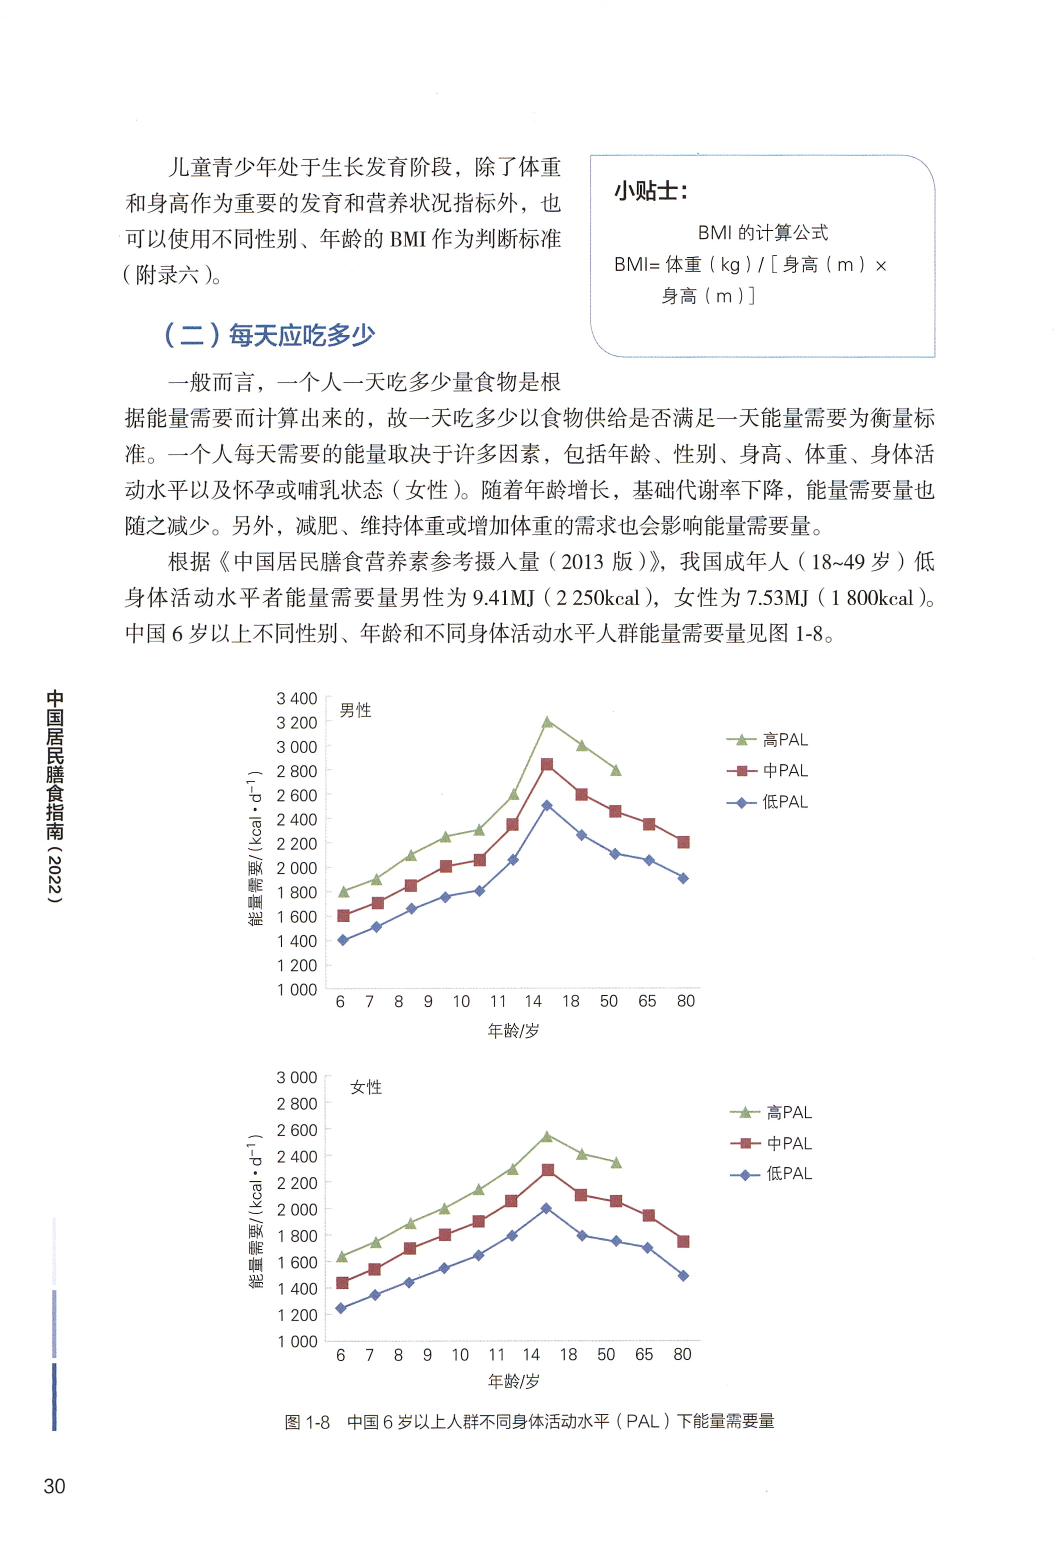 儿童青少年处于生长发育阶段，除了体重
和身高作为重要的发育和营养状况指标外，也
可以使用不同性别、年龄的 BMI 作为判断标准
（附录六）。
小贴士：
BMI 的计算公式
BMI= 体重（kg）/［身高（m）×
身高（m）］
（二）每天应吃多少
一般而言，一个人一天吃多少量食物是根
据能量需要而计算出来的，故一天吃多少以食物供给是否满足一天能量需要为衡量标
准。一个人每天需要的能量取决于许多因素，包括年龄、性别、身高、体重、身体活
动水平以及怀孕或哺乳状态（女性）。随着年龄增长，基础代谢率下降，能量需要量也
随之减少。另外，减肥、维持体重或增加体重的需求也会影响能量需要量。
根据《中国居民膳食营养素参考摄入量（2013 版）》，我国成年人（18~49 岁）低
身体活动水平者能量需要量男性为 9.41MJ（2 250kcal），女性为 7.53MJ（1 800kcal）。
中国 6 岁以上不同性别、年龄和不同身体活动水平人群能量需要量见图 1-8。
中国居民膳食指南（2022）
男性
能量需要/(kcal·d⁻¹)
3 400
3 200
3 000
2 800
2 600
2 400
2 200
2 000
1 800
1 600
1 400
1 200
1 000
6 7 8 9 10 11 14 18 50 65 80
年龄/岁
高PAL
中PAL
低PAL
女性
能量需要/(kcal·d⁻¹)
3 000
2 800
2 600
2 400
2 200
2 000
1 800
1 600
1 400
1 200
1 000
6 7 8 9 10 11 14 18 50 65 80
年龄/岁
高PAL
中PAL
低PAL
图 1-8 中国 6 岁以上人群不同身体活动水平（PAL）下能量需要量
30